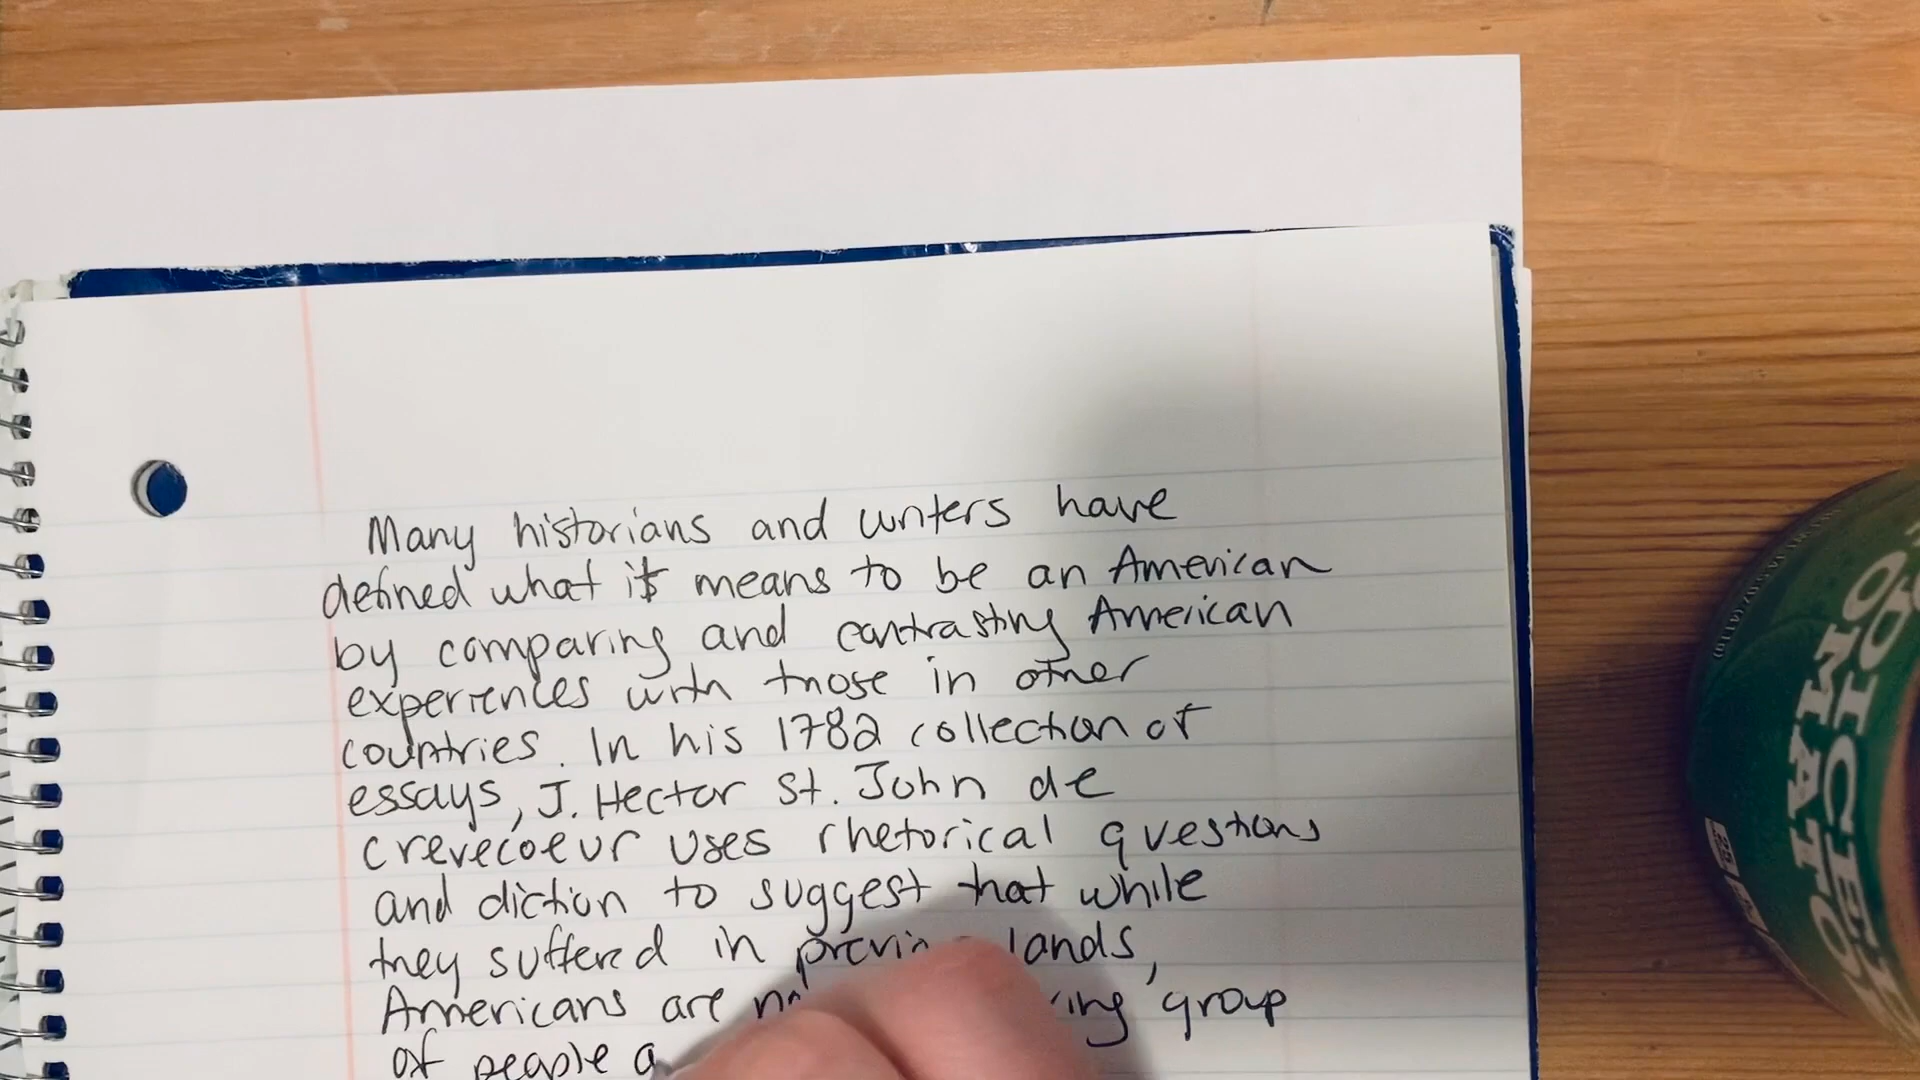 Many historians and writers have
defined what it means to be an American
by comparing and contrasting American
experiences with those in other
countries. In his 1782 collection of
essays, J. Hector St. John de
crevecoeur uses rhetorical questions
and diction to suggest that while
they suffered in lands,
Americans are group
of people a